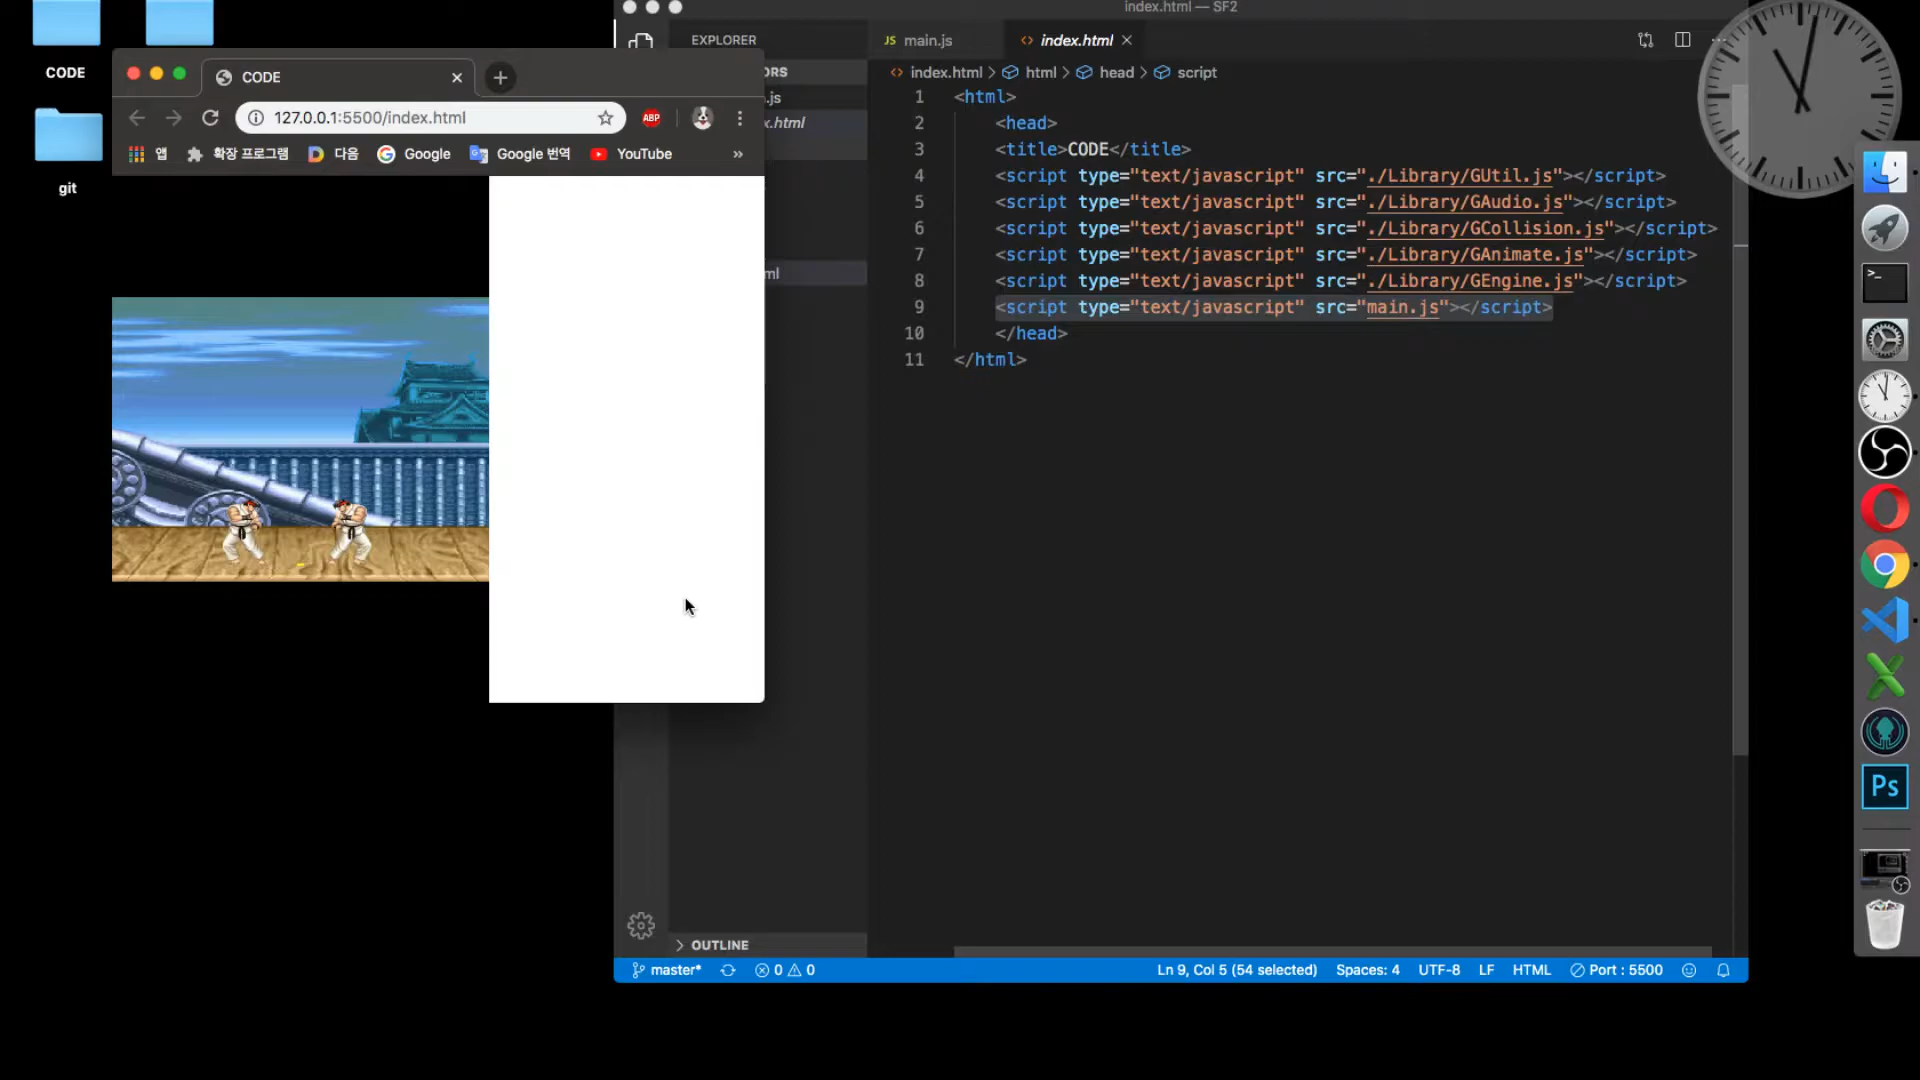 CODE
git
CODE
127.0.0.1:5500/index.html
ABP
앱
확장 프로그램
다음
Google
Google 번역
YouTube
»
index.html — SF2
EXPLORER
ORS
.js
x.html
ml
OUTLINE
JS main.js
index.html
index.html > html > head > script
1 <html>
2 <head>
3 <title>CODE</title>
4 <script type="text/javascript" src="./Library/GUtil.js"></script>
5 <script type="text/javascript" src="./Library/GAudio.js"></script>
6 <script type="text/javascript" src="./Library/GCollision.js"></script>
7 <script type="text/javascript" src="./Library/GAnimate.js"></script>
8 <script type="text/javascript" src="./Library/GEngine.js"></script>
9 <script type="text/javascript" src="main.js"></script>
10 </head>
11 </html>
master* 0 0 Ln 9, Col 5 (54 selected) Spaces: 4 UTF-8 LF HTML Port : 5500
Ps